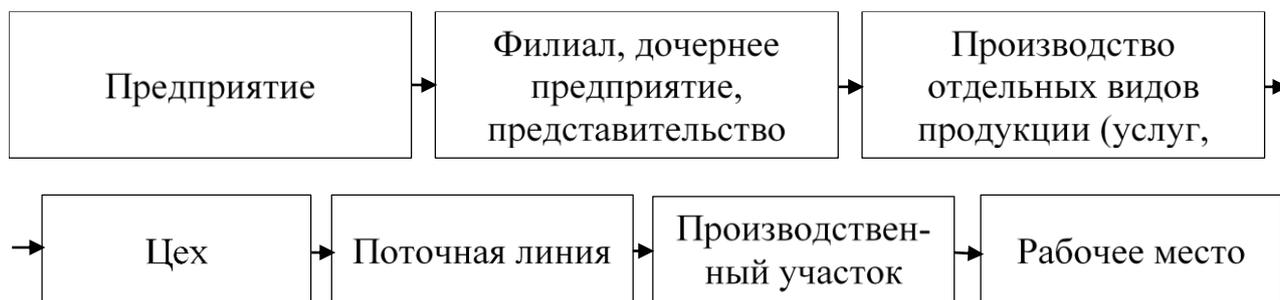 Предприятие
Филиал, дочернее
предприятие,
представительство
Производство
отдельных видов
продукции (услуг,
Цех
Поточная линия
Производствен-
ный участок
Рабочее место